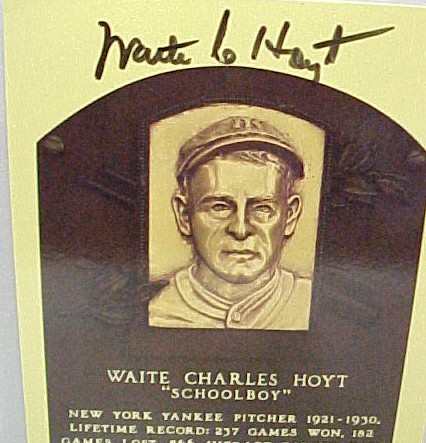 Waite C Hoyt
WAITE CHARLES HOYT
"SCHOOLBOY"
NEW YORK YANKEE PITCHER 1921-1930.
LIFETIME RECORD: 237 GAMES WON, 182
GAMES LOST,